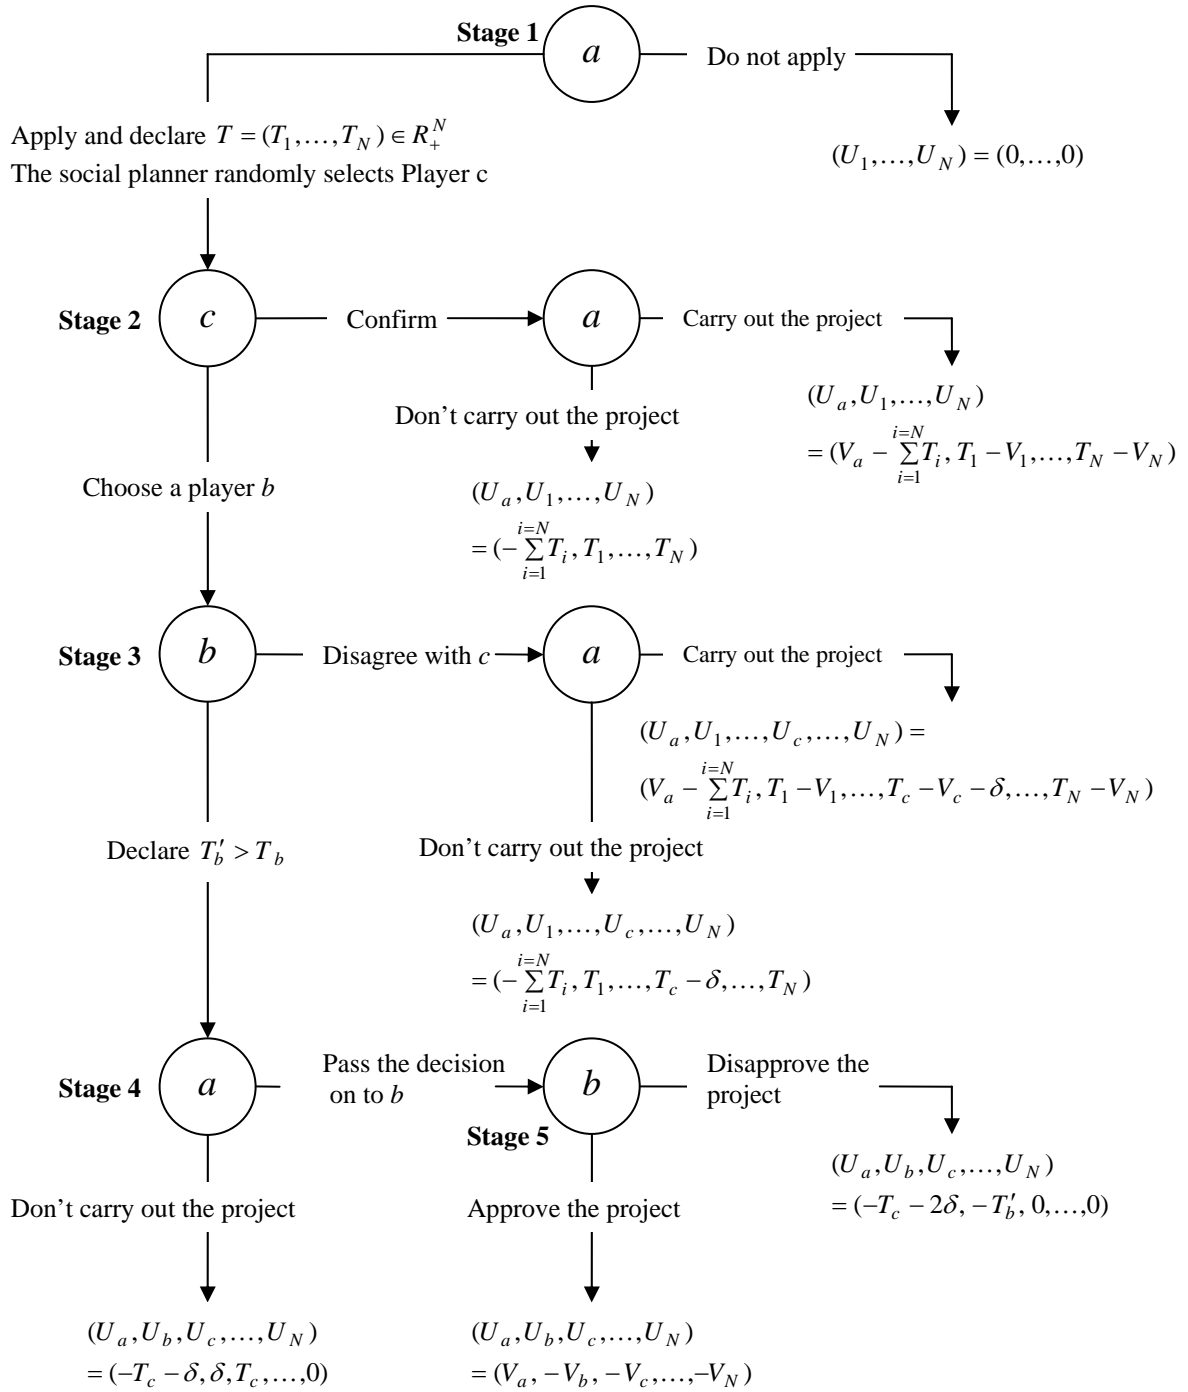 Stage 1
a
Do not apply
Apply and declare T = (T_1,…,T_N) ∈ R_+^N
The social planner randomly selects Player c
(U_1,…,U_N) = (0,…,0)
Stage 2
c
Confirm
a
Carry out the project
(U_a, U_1,…,U_N)
= (V_a − ∑_{i=1}^{i=N} T_i, T_1 − V_1,…,T_N − V_N)
Don’t carry out the project
(U_a, U_1,…,U_N)
= (−∑_{i=1}^{i=N} T_i, T_1,…,T_N)
Choose a player b
Stage 3
b
Disagree with c
a
Carry out the project
(U_a, U_1,…,U_c,…,U_N) =
(V_a − ∑_{i=1}^{i=N} T_i, T_1 − V_1,…,T_c − V_c − δ,…,T_N − V_N)
Declare T′_b > T_b
Don’t carry out the project
(U_a, U_1,…,U_c,…,U_N)
= (−∑_{i=1}^{i=N} T_i, T_1,…,T_c − δ,…,T_N)
Stage 4
a
Pass the decision
on to b
b
Stage 5
Disapprove the
project
(U_a, U_b, U_c,…,U_N)
= (−T_c − 2δ, −T′_b, 0,…,0)
Don’t carry out the project
Approve the project
(U_a, U_b, U_c,…,U_N)
= (−T_c − δ, δ, T_c,…,0)
(U_a, U_b, U_c,…,U_N)
= (V_a, −V_b, −V_c,…,−V_N)